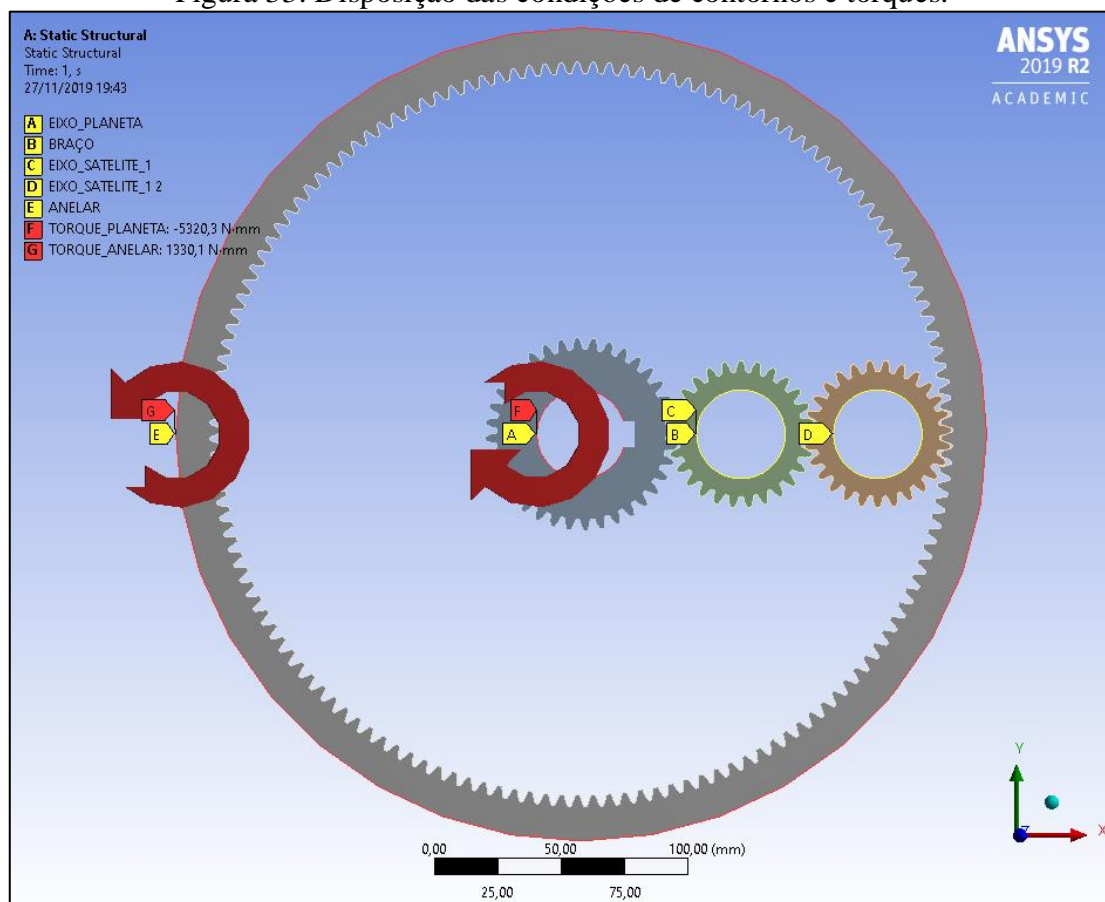 Figura 33: Disposição das condições de contornos e torques.
A: Static Structural
Static Structural
Time: 1, s
27/11/2019 19:43
A EIXO_PLANETA
B BRAÇO
C EIXO_SATELITE_1
D EIXO_SATELITE_1 2
E ANELAR
F TORQUE_PLANETA: -5320,3 N·mm
G TORQUE_ANELAR: 1330,1 N·mm
ANSYS
2019 R2
ACADEMIC
G
E
F
A
C
B
D
Y
X
Z
0,00 50,00 100,00 (mm)
25,00 75,00